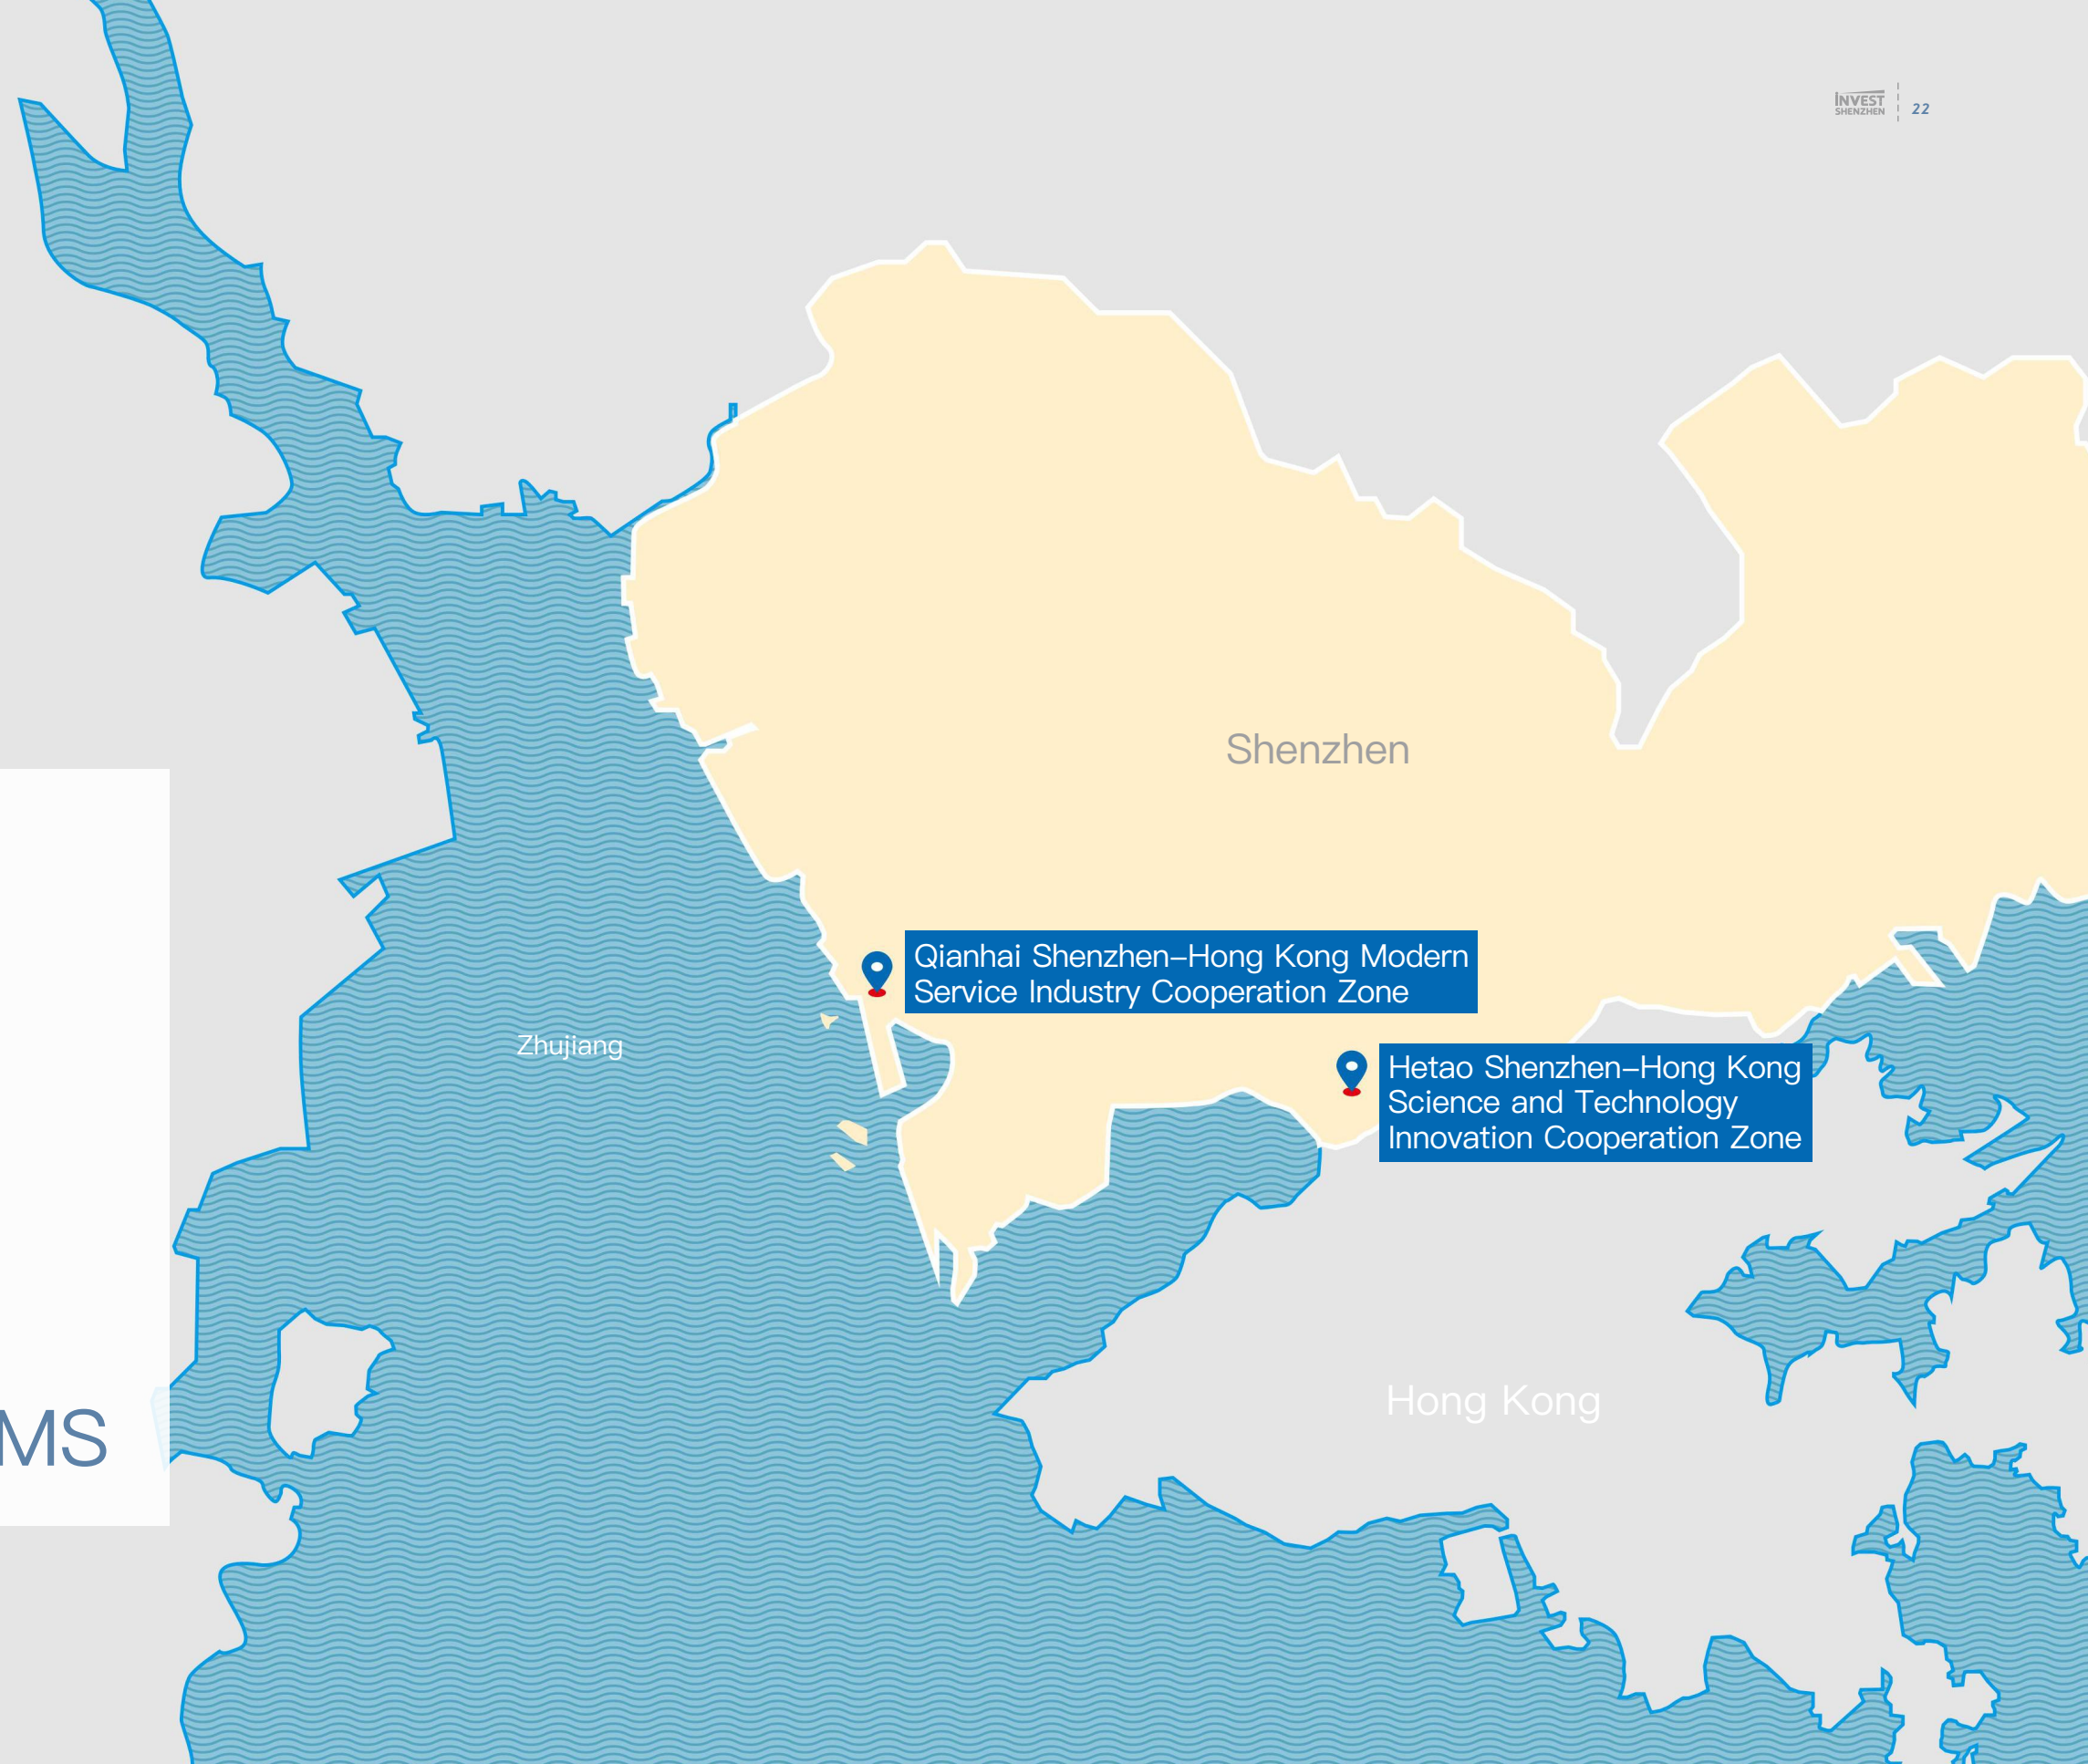 INVEST
SHENZHEN
22
Shenzhen
Qianhai Shenzhen–Hong Kong Modern
Service Industry Cooperation Zone
Zhujiang
Hetao Shenzhen–Hong Kong
Science and Technology
Innovation Cooperation Zone
Hong Kong
MS